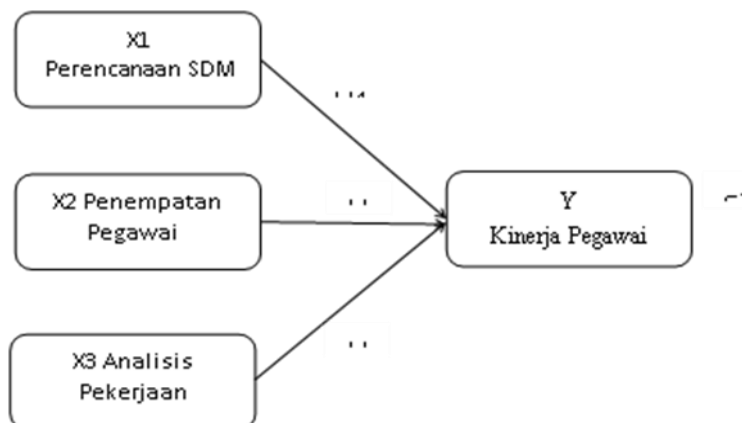 X1
Perencanaan SDM
X2 Penempatan
Pegawai
Y
Kinerja Pegawai
X3 Analisis
Pekerjaan